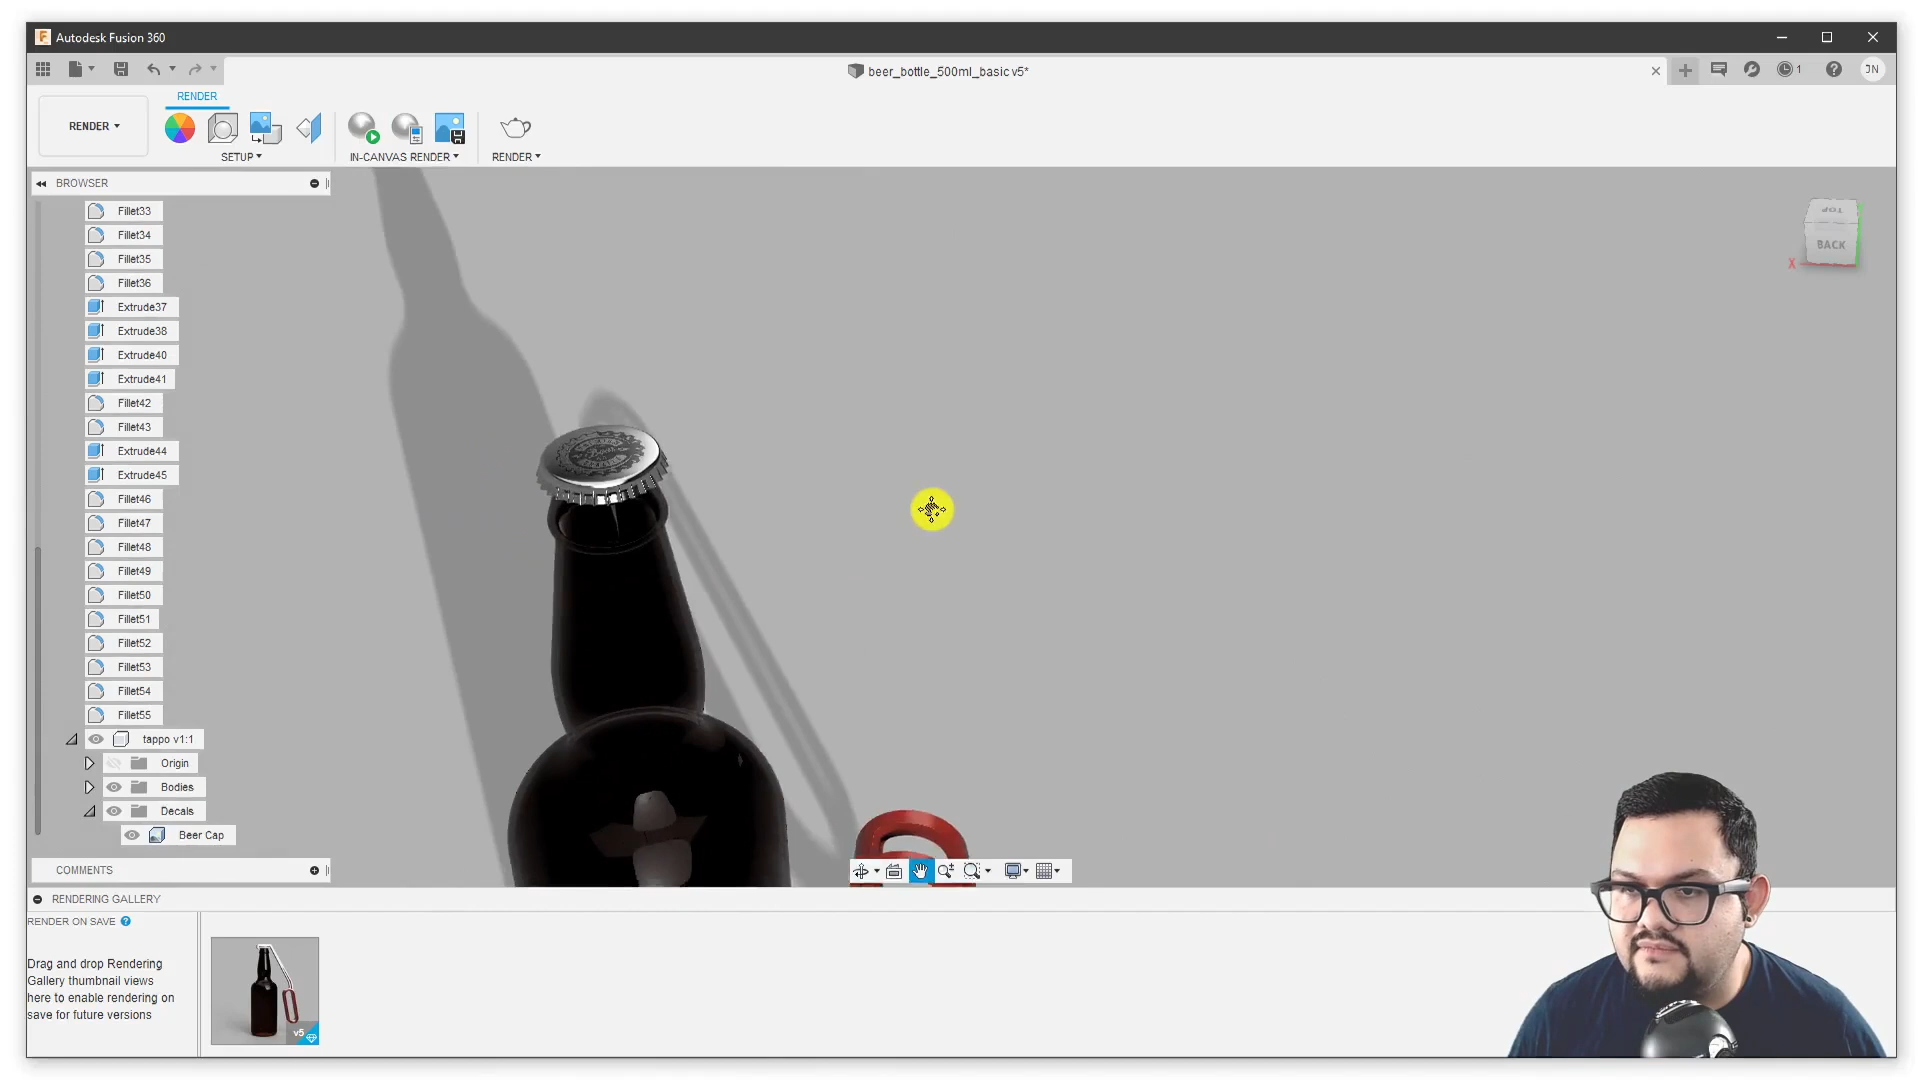 Autodesk Fusion 360
beer_bottle_500ml_basic v5*
1
JN
RENDER
RENDER
SETUP
IN-CANVAS RENDER
RENDER
BROWSER
Fillet33
Fillet34
Fillet35
Fillet36
Extrude37
Extrude38
Extrude40
Extrude41
Fillet42
Fillet43
Extrude44
Extrude45
Fillet46
Fillet47
Fillet48
Fillet49
Fillet50
Fillet51
Fillet52
Fillet53
Fillet54
Fillet55
tappo v1:1
Origin
Bodies
Decals
Beer Cap
TOP
BACK
X
COMMENTS
RENDERING GALLERY
RENDER ON SAVE
Drag and drop Rendering
Gallery thumbnail views
here to enable rendering on
save for future versions
v5